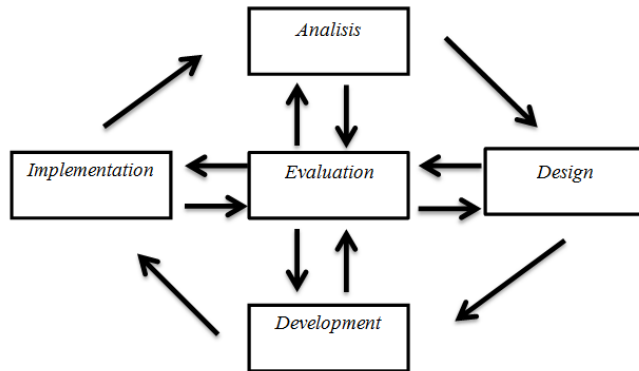 Analisis
Implementation
Evaluation
Design
Development